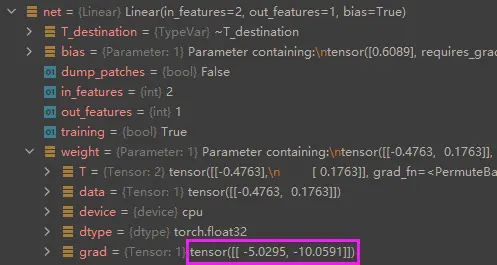 net = {Linear} Linear(in_features=2, out_features=1, bias=True)
T_destination = {TypeVar} ~T_destination
bias = {Parameter: 1} Parameter containing:\ntensor([0.6089], requires_grad
dump_patches = {bool} False
in_features = {int} 2
out_features = {int} 1
training = {bool} True
weight = {Parameter: 1} Parameter containing:\ntensor([[-0.4763, 0.1763]],
T = {Tensor: 2} tensor([[-0.4763],\n [ 0.1763]], grad_fn=<PermuteBa
data = {Tensor: 1} tensor([[-0.4763, 0.1763]])
device = {device} cpu
dtype = {dtype} torch.float32
grad = {Tensor: 1} tensor([[ -5.0295, -10.0591]])